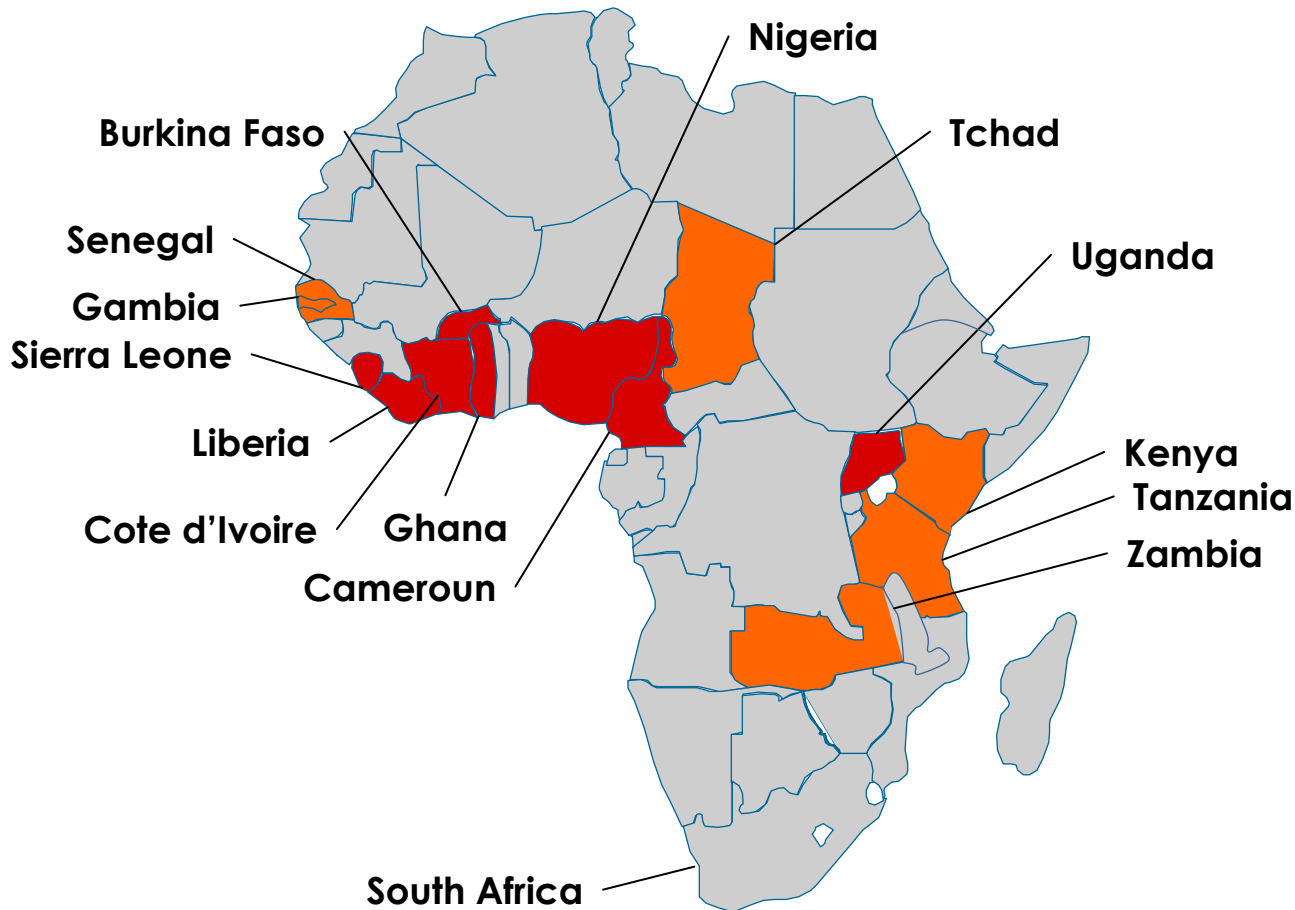 Nigeria
Burkina Faso
Tchad
Senegal
Uganda
Gambia
Sierra Leone
Liberia
Kenya
Tanzania
Cote d’Ivoire
Ghana
Zambia
Cameroun
South Africa